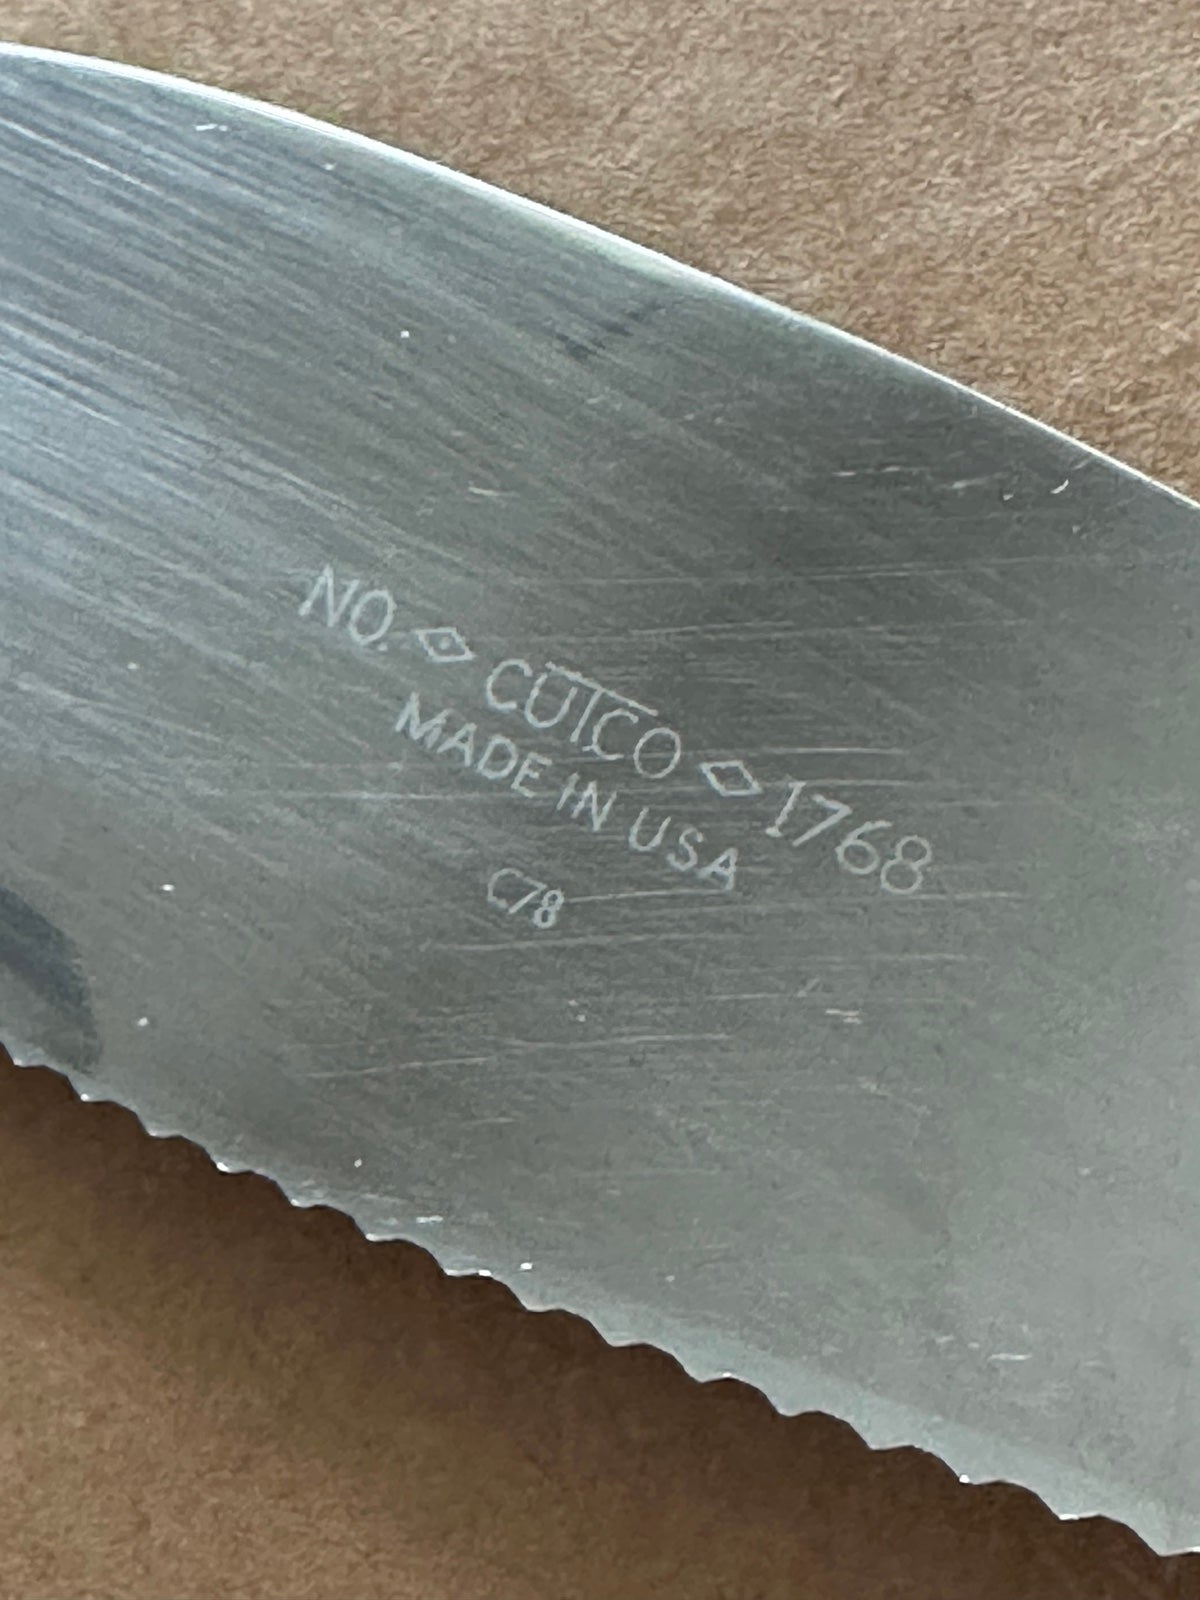 NO. CUTCO 1768
MADE IN USA
C78